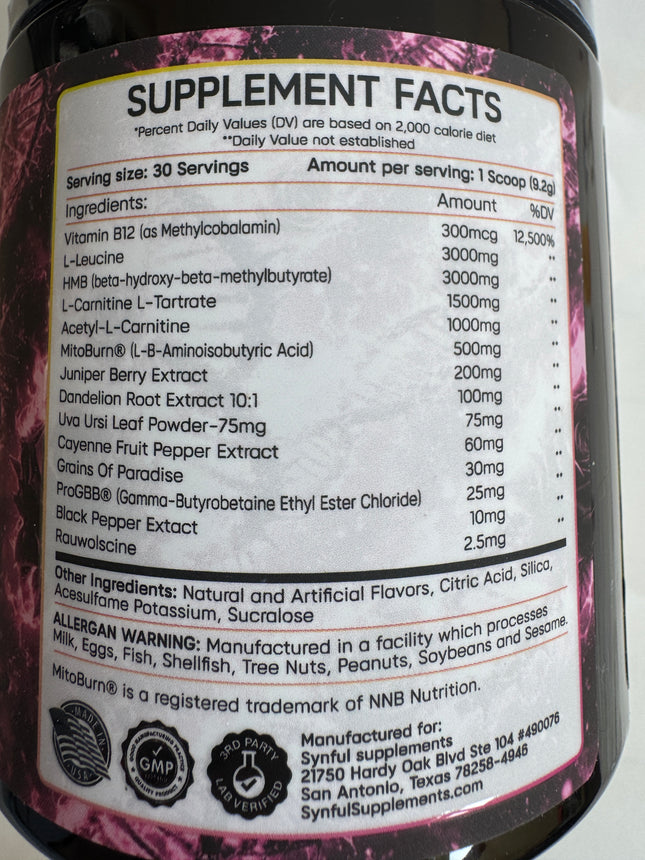 SUPPLEMENT FACTS
*Percent Daily Values (DV) are based on 2,000 calorie diet
**Daily Value not established
Serving size: 30 Servings Amount per serving: 1 Scoop (9.2g)
Ingredients: Amount %DV
Vitamin B12 (as Methylcobalamin) 300mcg 12,500%
L-Leucine 3000mg **
HMB (beta-hydroxy-beta-methylbutyrate) 3000mg **
L-Carnitine L-Tartrate 1500mg **
Acetyl-L-Carnitine 1000mg **
MitoBurn® (L-B-Aminoisobutyric Acid) 500mg **
Juniper Berry Extract 200mg **
Dandelion Root Extract 10:1 100mg **
Uva Ursi Leaf Powder-75mg 75mg **
Cayenne Fruit Pepper Extract 60mg **
Grains Of Paradise 30mg **
ProGBB® (Gamma-Butyrobetaine Ethyl Ester Chloride) 25mg **
Black Pepper Extact 10mg **
Rauwolscine 2.5mg **
Other Ingredients: Natural and Artificial Flavors, Citric Acid, Silica,
Acesulfame Potassium, Sucralose
ALLERGAN WARNING: Manufactured in a facility which processes
Milk, Eggs, Fish, Shellfish, Tree Nuts, Peanuts, Soybeans and Sesame.
MitoBurn® is a registered trademark of NNB Nutrition.
MADE IN
USA
GOOD MANUFACTURING PRACTICE
GMP
QUALITY PRODUCT
3RD PARTY
LAB VERIFIED
Manufactured for:
Synful supplements
21750 Hardy Oak Blvd Ste 104 #490076
San Antonio, Texas 78258-4946
SynfulSupplements.com